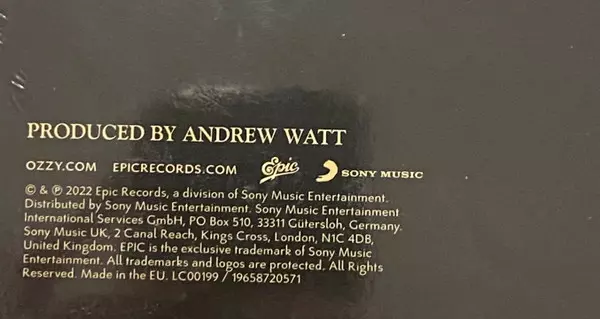 PRODUCED BY ANDREW WATT
OZZY.COM EPICRECORDS.COM Epic SONY MUSIC
© & ℗ 2022 Epic Records, a division of Sony Music Entertainment.
Distributed by Sony Music Entertainment. Sony Music Entertainment
International Services GmbH, PO Box 510, 33311 Gütersloh, Germany.
Sony Music UK, 2 Canal Reach, Kings Cross, London, N1C 4DB,
United Kingdom. EPIC is the exclusive trademark of Sony Music
Entertainment. All trademarks and logos are protected. All Rights
Reserved. Made in the EU. LC00199 / 19658720571